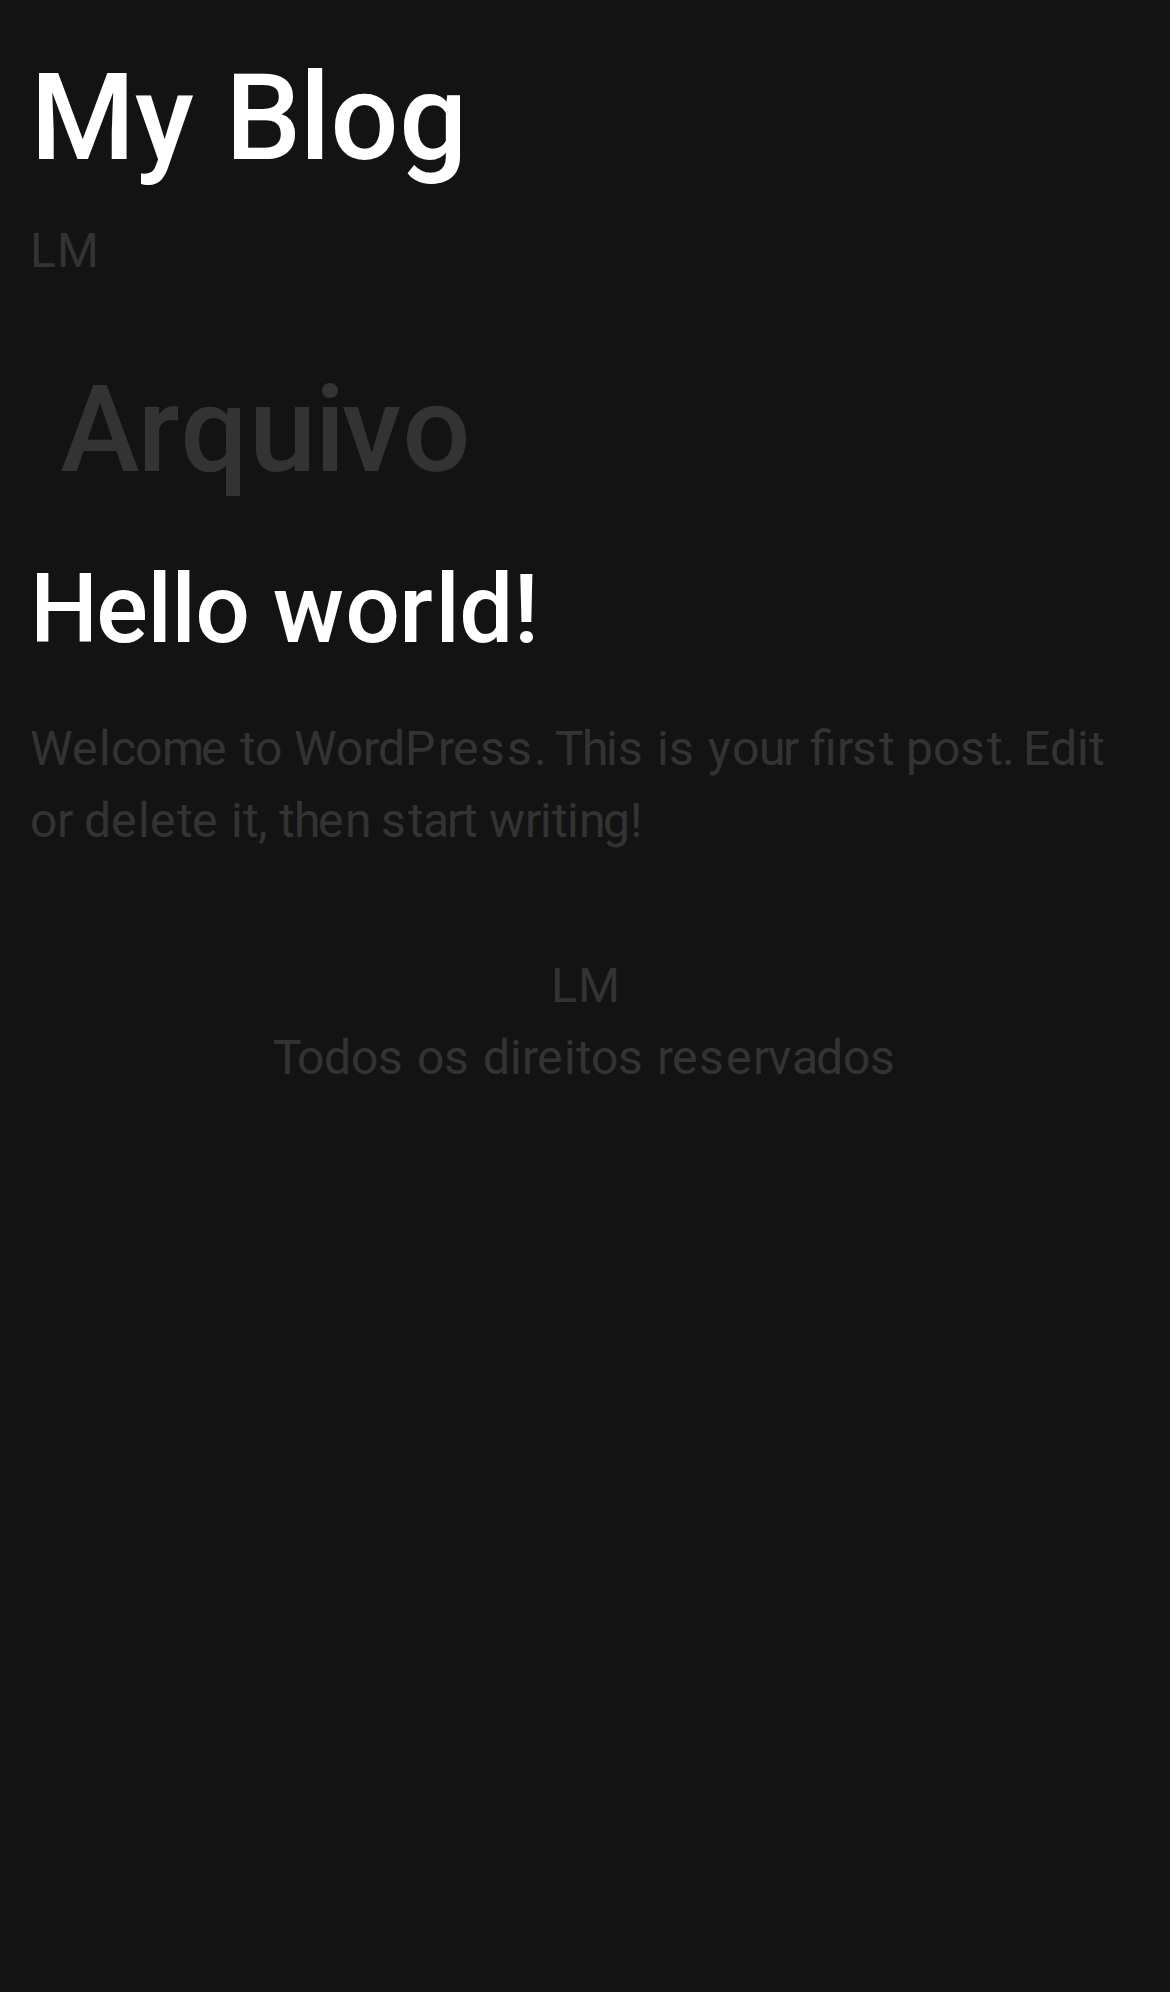 My Blog
LM
Arquivo
Hello world!
Welcome to WordPress. This is your first post. Edit
or delete it, then start writing!
LM
Todos os direitos reservados